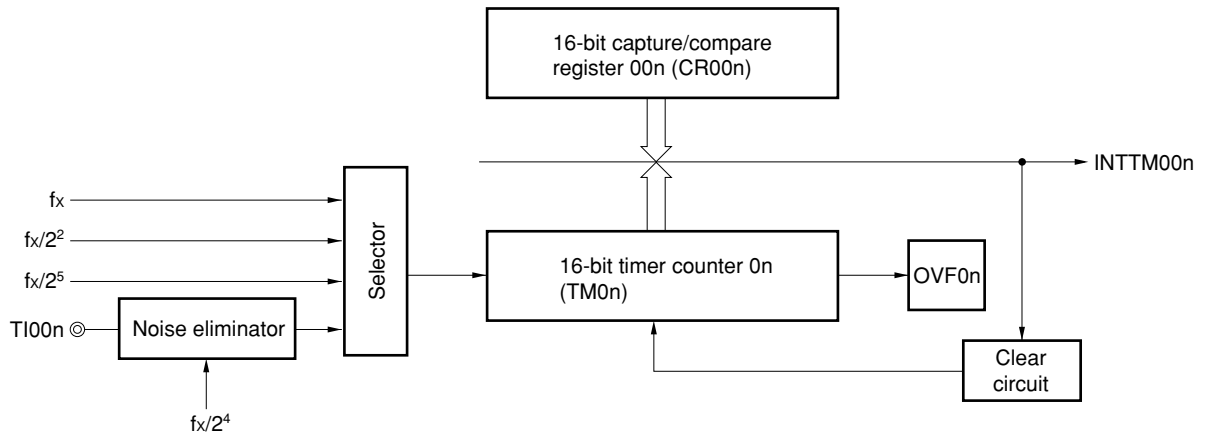 16-bit capture/compare
register 00n (CR00n)
INTTM00n
fx
fx/2²
fx/2⁵
TI00n
Noise eliminator
fx/2⁴
Selector
16-bit timer counter 0n
(TM0n)
OVF0n
Clear
circuit